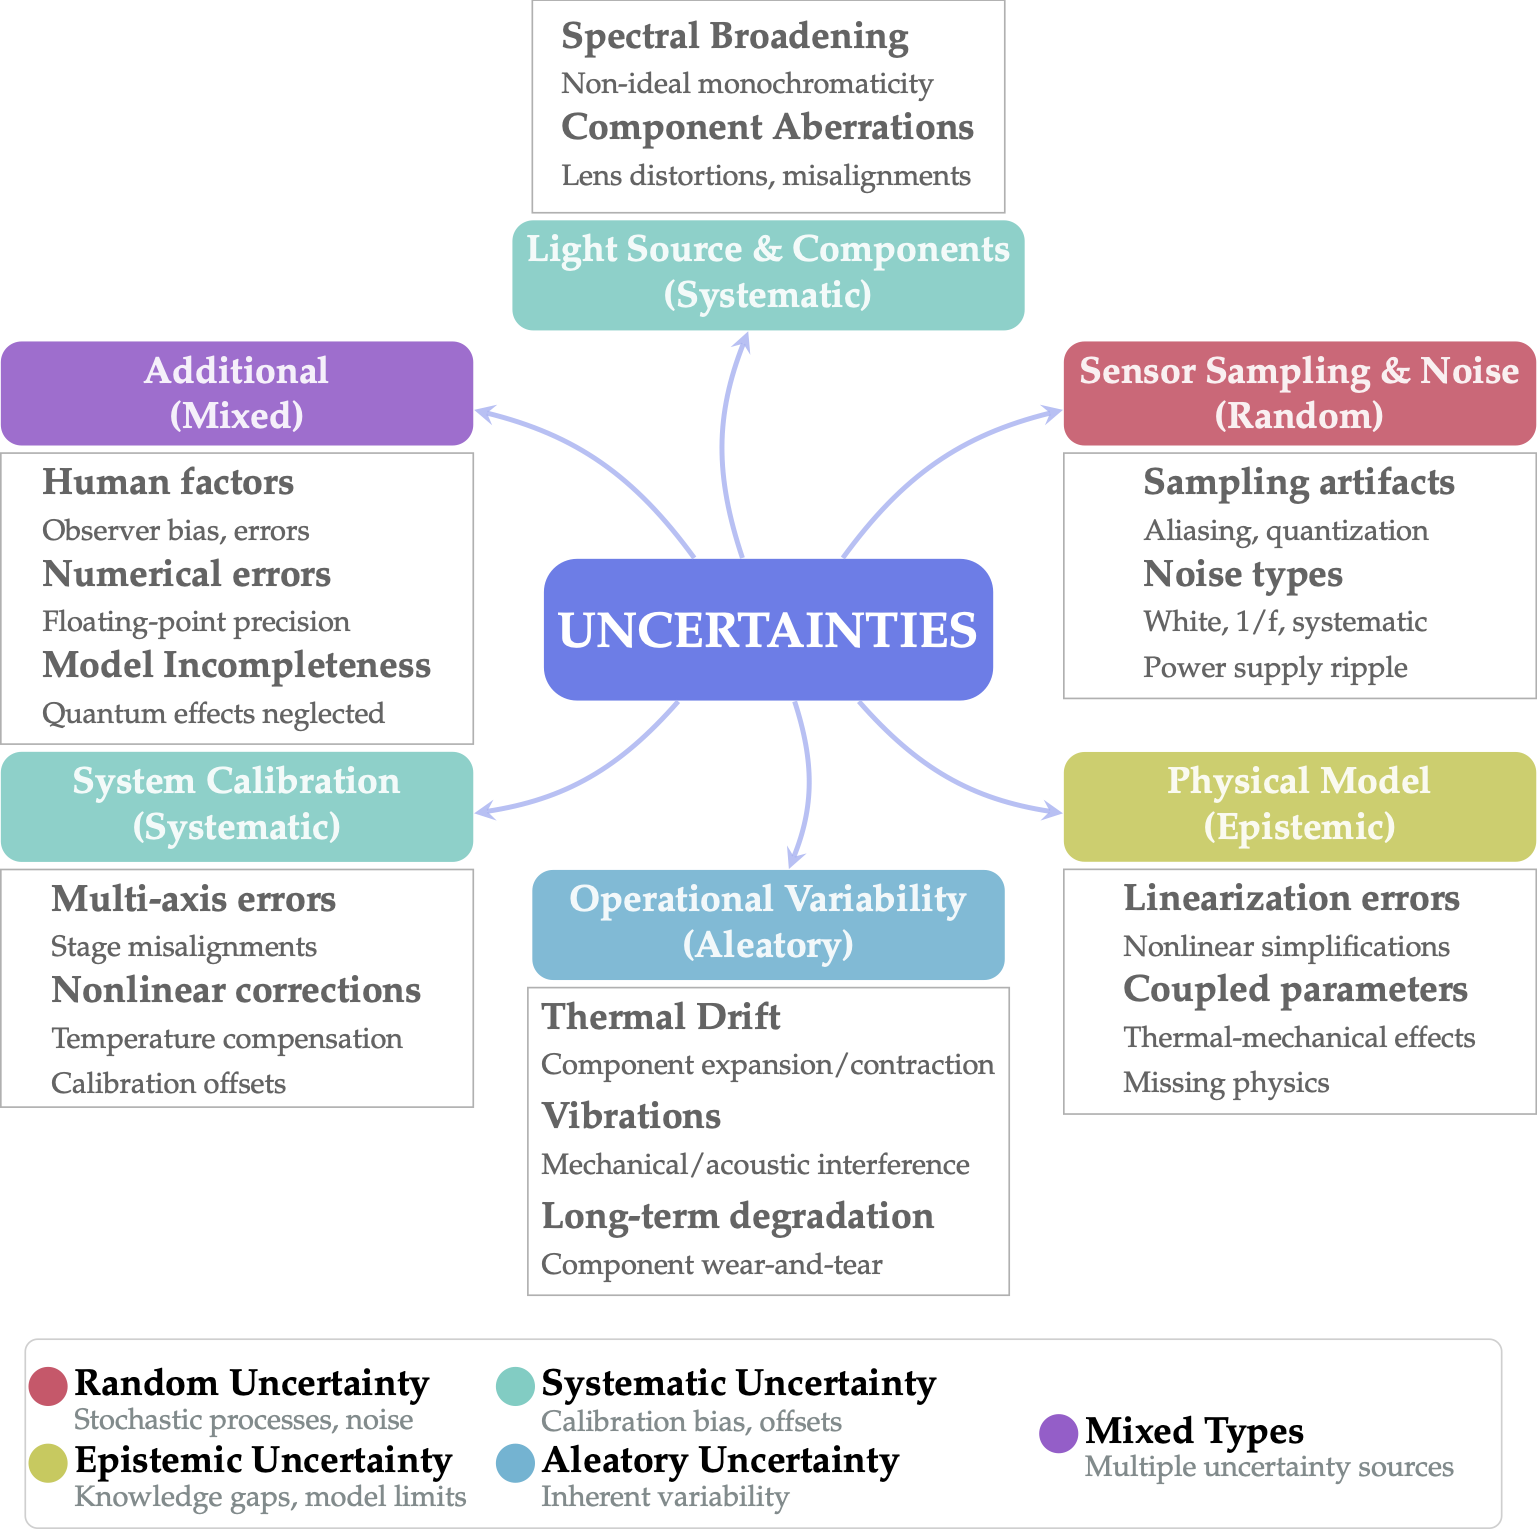 Spectral Broadening
Non-ideal monochromaticity
Component Aberrations
Lens distortions, misalignments
Light Source & Components
(Systematic)
Additional
(Mixed)
Human factors
Observer bias, errors
Numerical errors
Floating-point precision
Model Incompleteness
Quantum effects neglected
Sensor Sampling & Noise
(Random)
Sampling artifacts
Aliasing, quantization
Noise types
White, 1/f, systematic
Power supply ripple
UNCERTAINTIES
System Calibration
(Systematic)
Multi-axis errors
Stage misalignments
Nonlinear corrections
Temperature compensation
Calibration offsets
Operational Variability
(Aleatory)
Thermal Drift
Component expansion/contraction
Vibrations
Mechanical/acoustic interference
Long-term degradation
Component wear-and-tear
Physical Model
(Epistemic)
Linearization errors
Nonlinear simplifications
Coupled parameters
Thermal-mechanical effects
Missing physics
Random Uncertainty
Stochastic processes, noise
Epistemic Uncertainty
Knowledge gaps, model limits
Systematic Uncertainty
Calibration bias, offsets
Aleatory Uncertainty
Inherent variability
Mixed Types
Multiple uncertainty sources